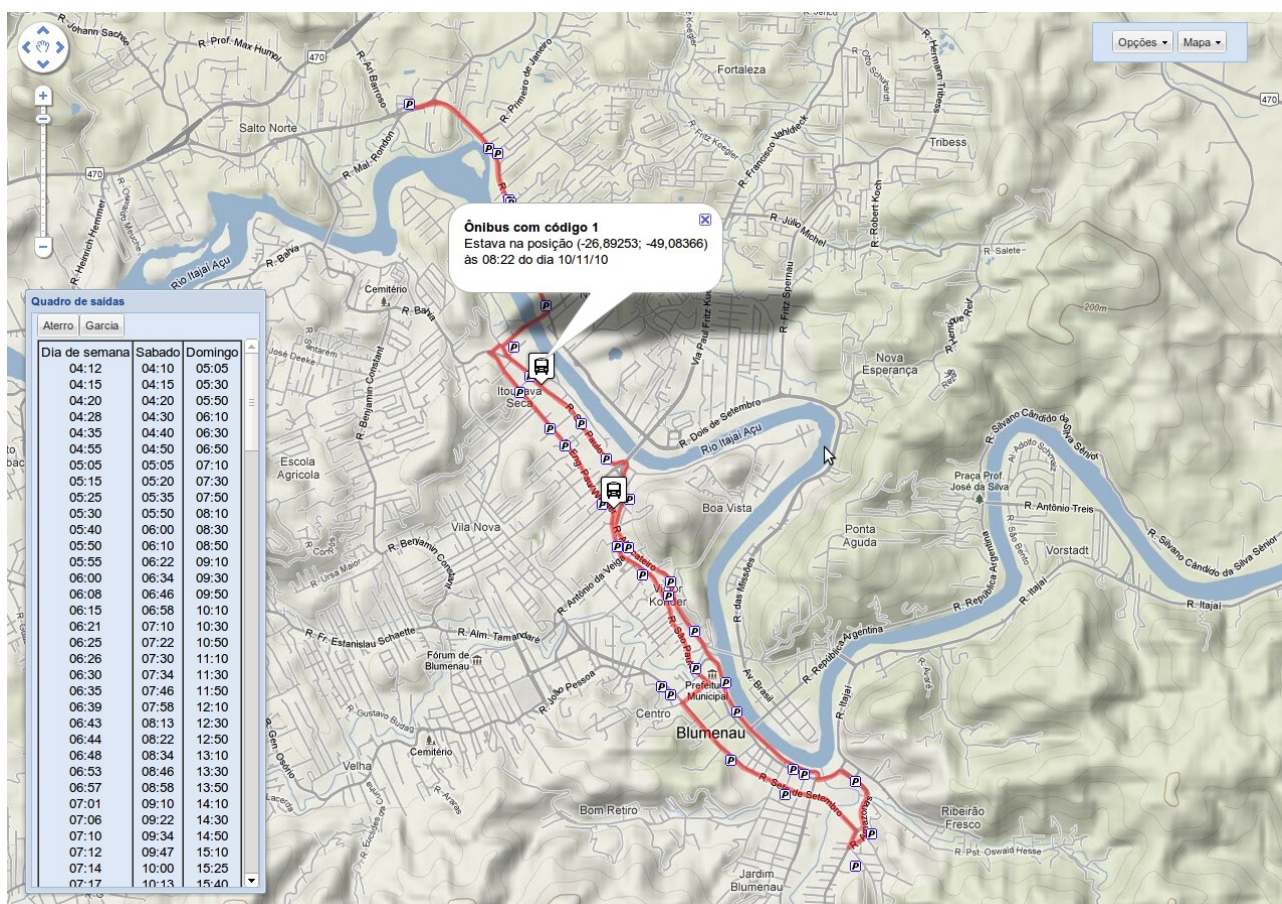 Opções
Mapa
R. Johann Sachse
R. Prof. Max Humpl
R. Ari Barroso
R. Primeiro de Janeiro
470
Fortaleza
R. Hermann Tribess
R. Fritz Koegler
R. Francisco Vahldieck
Tribess
470
Salto Norte
R. Mal. Rondon
470
R. Robert Koch
R. Júlio Michel
R. Salete
R. Heinrich Hemmer
Rio Itajaí Açu
R. Bahia
Ônibus com código 1
Estava na posição (-26,89253; -49,08366)
às 08:22 do dia 10/11/10
Cemitério
R. Bahia
R. Fritz Spernau
200m
Nova
Esperança
Itoupava
Seca
R. Benjamin Constant
R. Dois de Setembro
Rio Itajaí Açu
R. Silvano Cândido da Silva Sênior
Escola
Agrícola
Praça Prof.
José da Silva
R. Antônio Treis
Boa Vista
Vila Nova
Ponta
Aguda
R. São Bento
Vorstadt
R. Silvano Cândido da Silva Sênior
R. Benjamin Constant
R. Antônio da Veiga
R. das Missões
R. República Argentina
R. Itajaí
R. Itajaí
R. Fr. Estanislau Schaette
R. Alm. Tamandaré
R. São Paulo
Fórum de
Blumenau
R. João Pessoa
R. República Argentina
Av. Brasil
Prefeitura
Municipal
Centro
R. Itajaí
Blumenau
R. Gen. Osório
Cemitério
Velha
R. Araras
R. Sete de Setembro
R. Amazonas
Bom Retiro
Ribeirão
Fresco
R. Pst. Oswald Hesse
Jardim
Blumenau
Quadro de saídas
Aterro Garcia
Dia de semana Sabado Domingo
04:12 04:10 05:05
04:15 04:15 05:30
04:20 04:20 05:50
04:28 04:30 06:10
04:35 04:40 06:30
04:55 04:50 06:50
05:05 05:05 07:10
05:15 05:20 07:30
05:25 05:35 07:50
05:30 05:50 08:10
05:40 06:00 08:30
05:50 06:10 08:50
05:55 06:22 09:10
06:00 06:34 09:30
06:08 06:46 09:50
06:15 06:58 10:10
06:21 07:10 10:30
06:25 07:22 10:50
06:26 07:30 11:10
06:30 07:34 11:30
06:35 07:46 11:50
06:39 07:58 12:10
06:43 08:13 12:30
06:44 08:22 12:50
06:48 08:34 13:10
06:53 08:46 13:30
06:57 08:58 13:50
07:01 09:10 14:10
07:06 09:22 14:30
07:10 09:34 14:50
07:12 09:47 15:10
07:14 10:00 15:25
07:17 10:13 15:40